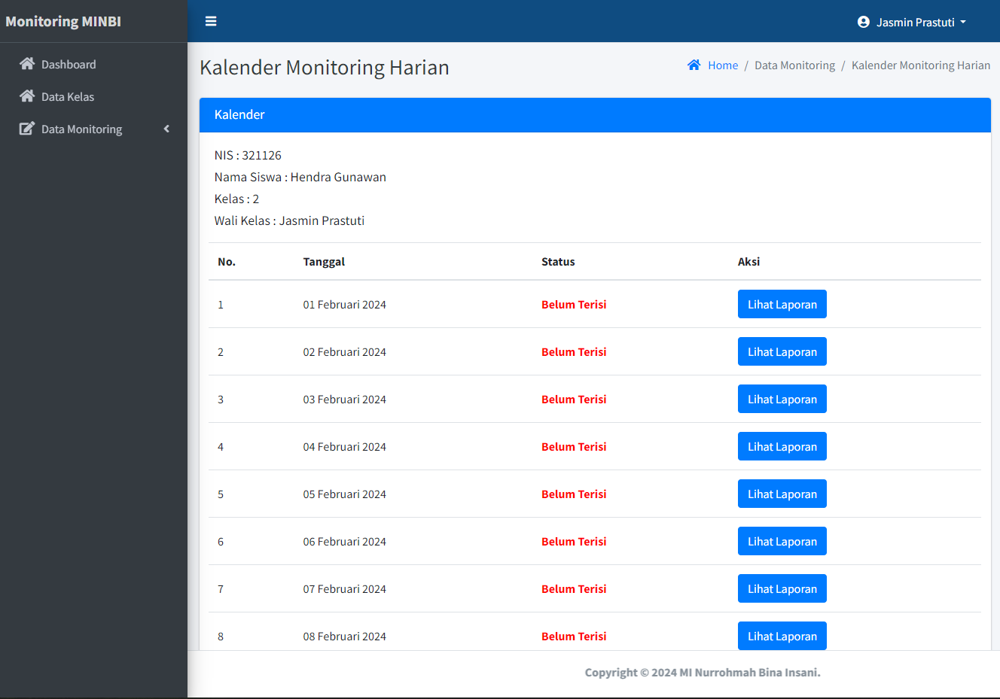 Monitoring MINBI
Jasmin Prastuti
Dashboard
Data Kelas
Data Monitoring
Kalender Monitoring Harian
Home / Data Monitoring / Kalender Monitoring Harian
Kalender
NIS : 321126
Nama Siswa : Hendra Gunawan
Kelas : 2
Wali Kelas : Jasmin Prastuti
No. Tanggal Status Aksi
1 01 Februari 2024 Belum Terisi Lihat Laporan
2 02 Februari 2024 Belum Terisi Lihat Laporan
3 03 Februari 2024 Belum Terisi Lihat Laporan
4 04 Februari 2024 Belum Terisi Lihat Laporan
5 05 Februari 2024 Belum Terisi Lihat Laporan
6 06 Februari 2024 Belum Terisi Lihat Laporan
7 07 Februari 2024 Belum Terisi Lihat Laporan
8 08 Februari 2024 Belum Terisi Lihat Laporan
Copyright © 2024 MI Nurrohmah Bina Insani.